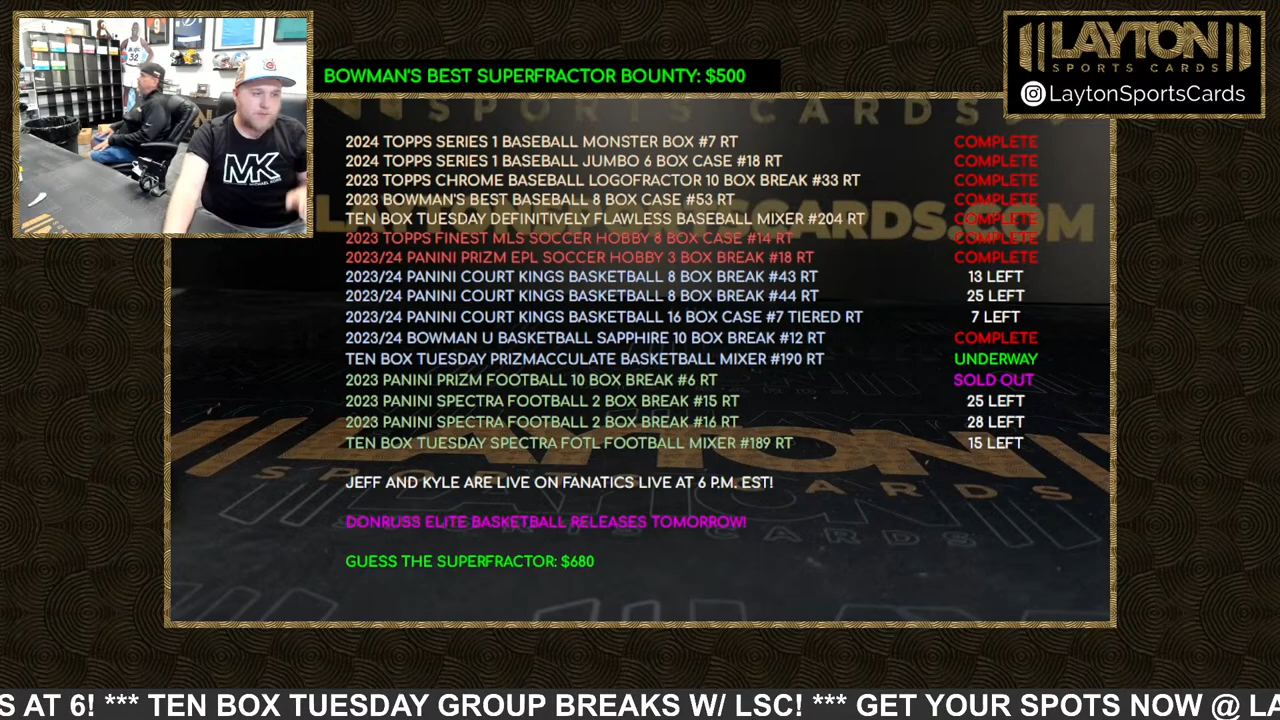 BOWMAN'S BEST SUPERFRACTOR BOUNTY: $500
LAYTON
SPORTS CARDS
LaytonSportsCards
32
MK
MICHAEL KORS
SPORTS CARDS
2024 TOPPS SERIES 1 BASEBALL MONSTER BOX #7 RT COMPLETE
2024 TOPPS SERIES 1 BASEBALL JUMBO 6 BOX CASE #18 RT COMPLETE
2023 TOPPS CHROME BASEBALL LOGOFRACTOR 10 BOX BREAK #33 RT COMPLETE
2023 BOWMAN'S BEST BASEBALL 8 BOX CASE #53 RT COMPLETE
TEN BOX TUESDAY DEFINITIVELY FLAWLESS BASEBALL MIXER #204 RT COMPLETE
2023 TOPPS FINEST MLS SOCCER HOBBY 8 BOX CASE #14 RT COMPLETE
2023/24 PANINI PRIZM EPL SOCCER HOBBY 3 BOX BREAK #18 RT COMPLETE
2023/24 PANINI COURT KINGS BASKETBALL 8 BOX BREAK #43 RT 13 LEFT
2023/24 PANINI COURT KINGS BASKETBALL 8 BOX BREAK #44 RT 25 LEFT
2023/24 PANINI COURT KINGS BASKETBALL 16 BOX CASE #7 TIERED RT 7 LEFT
2023/24 BOWMAN U BASKETBALL SAPPHIRE 10 BOX BREAK #12 RT COMPLETE
TEN BOX TUESDAY PRIZMACCULATE BASKETBALL MIXER #190 RT UNDERWAY
2023 PANINI PRIZM FOOTBALL 10 BOX BREAK #6 RT SOLD OUT
2023 PANINI SPECTRA FOOTBALL 2 BOX BREAK #15 RT 25 LEFT
2023 PANINI SPECTRA FOOTBALL 2 BOX BREAK #16 RT 28 LEFT
TEN BOX TUESDAY SPECTRA FOTL FOOTBALL MIXER #189 RT 15 LEFT
LAYTON
SPORTS CARDS
JEFF AND KYLE ARE LIVE ON FANATICS LIVE AT 6 P.M. EST!
DONRUSS ELITE BASKETBALL RELEASES TOMORROW!
GUESS THE SUPERFRACTOR: $680
S AT 6! *** TEN BOX TUESDAY GROUP BREAKS W/ LSC! *** GET YOUR SPOTS NOW @ LA